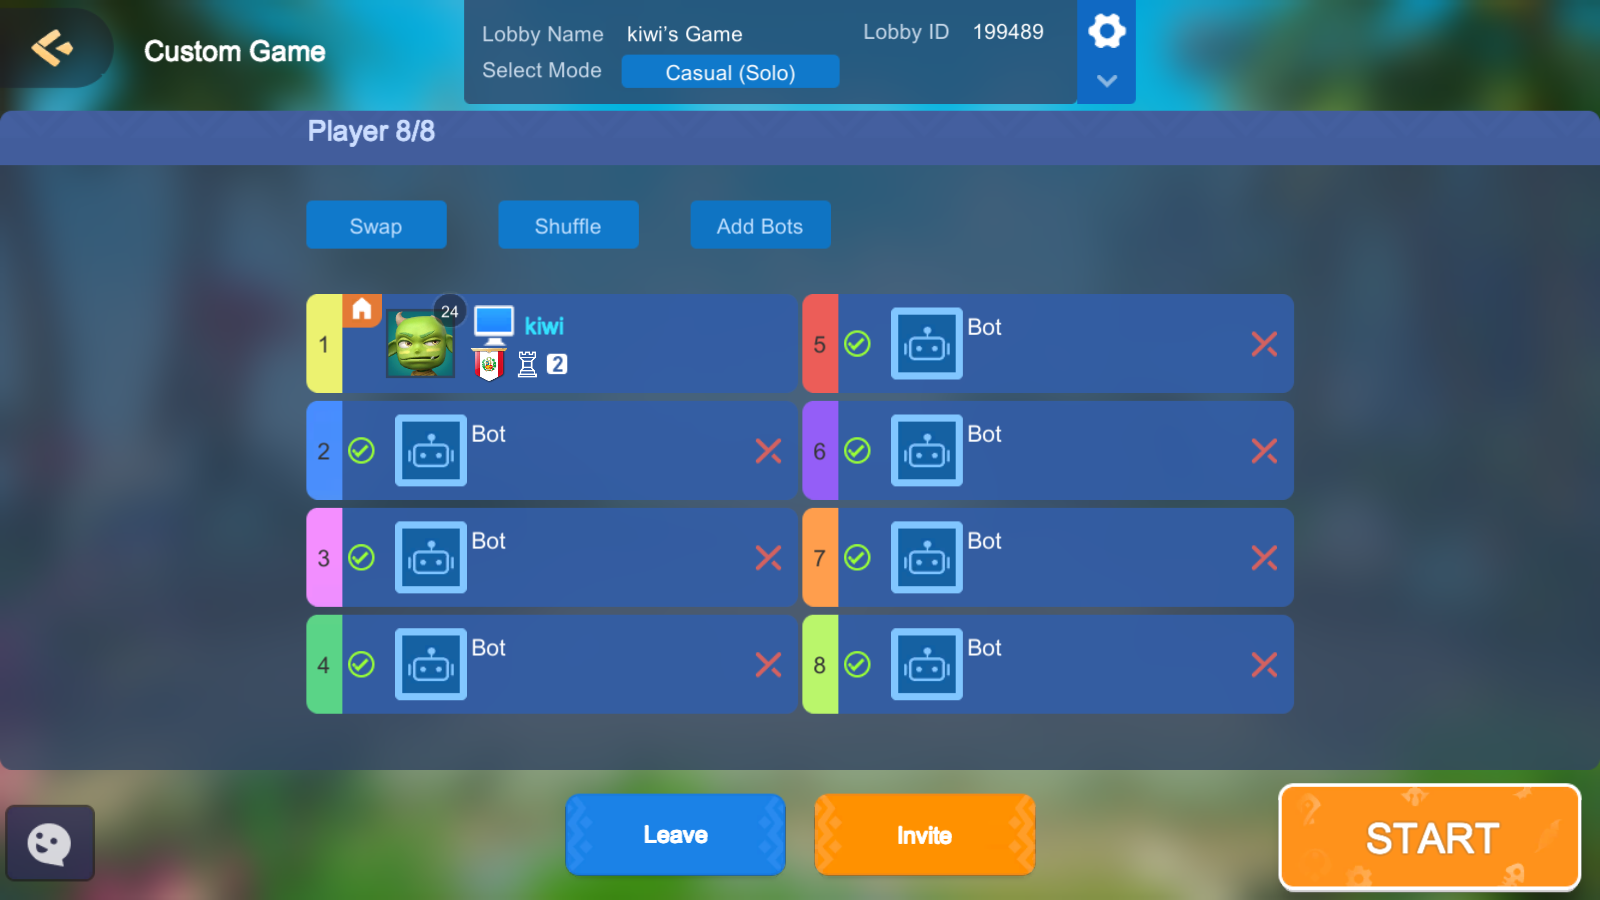 Custom Game
Lobby Name kiwi's Game
Lobby ID 199489
Select Mode Casual (Solo)
Player 8/8
Swap Shuffle Add Bots
1 24 kiwi
2
5 Bot
2 Bot
6 Bot
3 Bot
7 Bot
4 Bot
8 Bot
Leave Invite START